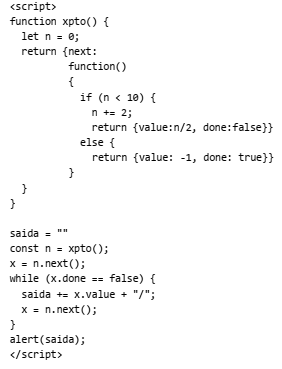 <script>
function xpto() {
  let n = 0;
  return {next:
         function()
         {
           if (n < 10) {
             n += 2;
             return {value:n/2, done:false}}
           else {
             return {value: -1, done: true}}
         }
  }
}

saida = ""
const n = xpto();
x = n.next();
while (x.done == false) {
  saida += x.value + "/";
  x = n.next();
}
alert(saida);
</script>